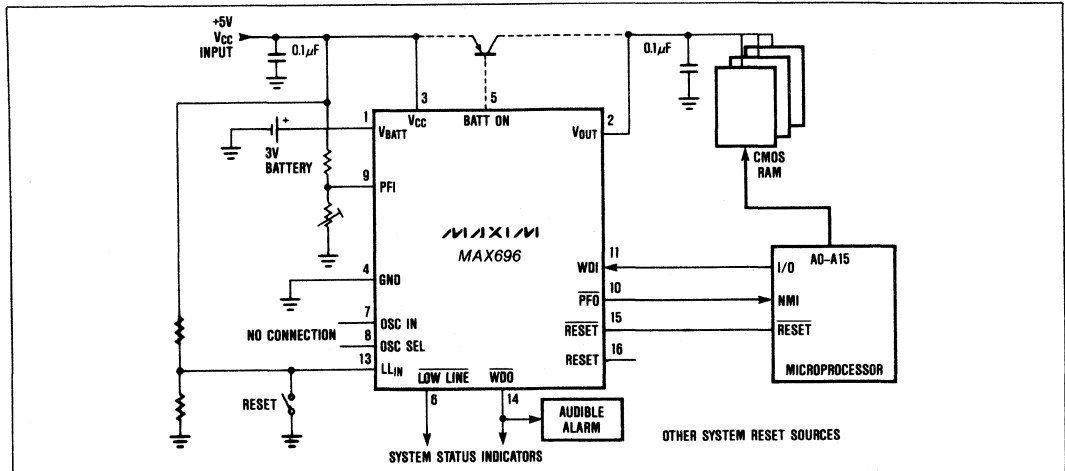 +5V
VCC
INPUT
0.1µF
0.1µF
3
5
VCC
BATT ON
1
VBATT
2
VOUT
3V
BATTERY
+
CMOS
RAM
9
PFI
MAXIM
MAX696
4
GND
11
WDI
I/O
A0-A15
10
PFO
NMI
15
RESET
RESET
MICROPROCESSOR
16
RESET
7
NO CONNECTION
OSC IN
8
OSC SEL
13
LLIN
LOW LINE
WDO
6
14
RESET
AUDIBLE
ALARM
OTHER SYSTEM RESET SOURCES
SYSTEM STATUS INDICATORS